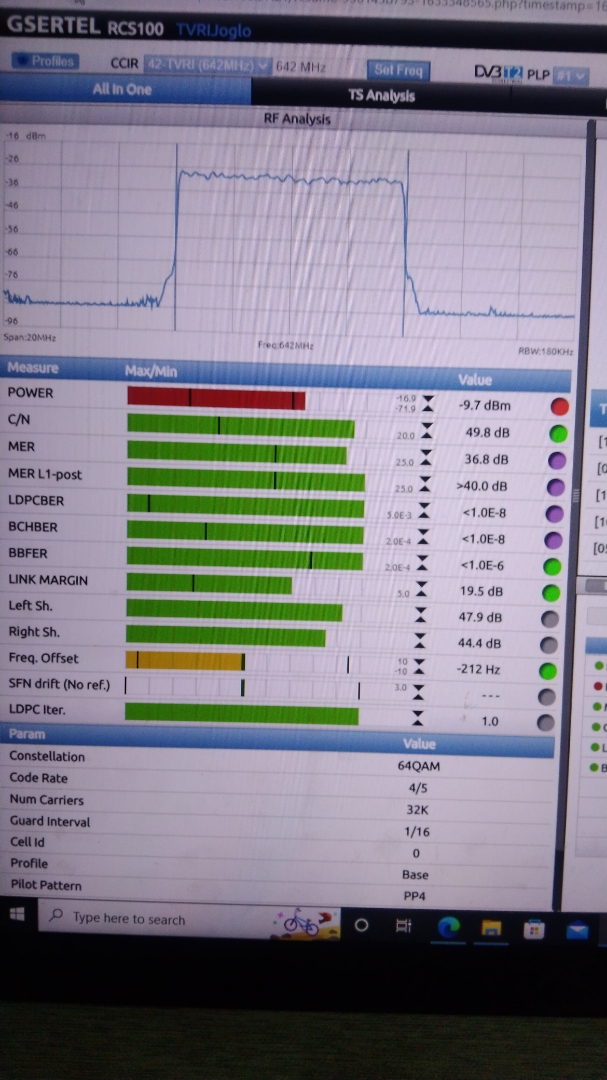 GSERTEL RCS100 TVRIJoglo
Profiles CCIR 42-TVRI (642MHz) 642 MHz Set Freq DVB T2 PLP #1
All In One TS Analysis
RF Analysis
-16 dBm
-26
-36
-46
-56
-66
-76
-96
Span:20MHz Freq:642MHz RBW:180KHz
Measure Max/Min Value
POWER -16.9 -71.9 -9.7 dBm
C/N 20.0 49.8 dB
MER 25.0 36.8 dB
MER L1-post 25.0 >40.0 dB
LDPCBER 5.0E-3 <1.0E-8
BCHBER 2.0E-4 <1.0E-8
BBFER 2.0E-4 <1.0E-6
LINK MARGIN 5.0 19.5 dB
Left Sh. 47.9 dB
Right Sh. 44.4 dB
Freq. Offset 10 -10 -212 Hz
SFN drift (No ref.) 3.0 ---
LDPC Iter. 1.0
Param Value
Constellation 64QAM
Code Rate 4/5
Num Carriers 32K
Guard Interval 1/16
Cell Id 0
Profile Base
Pilot Pattern PP4
Type here to search